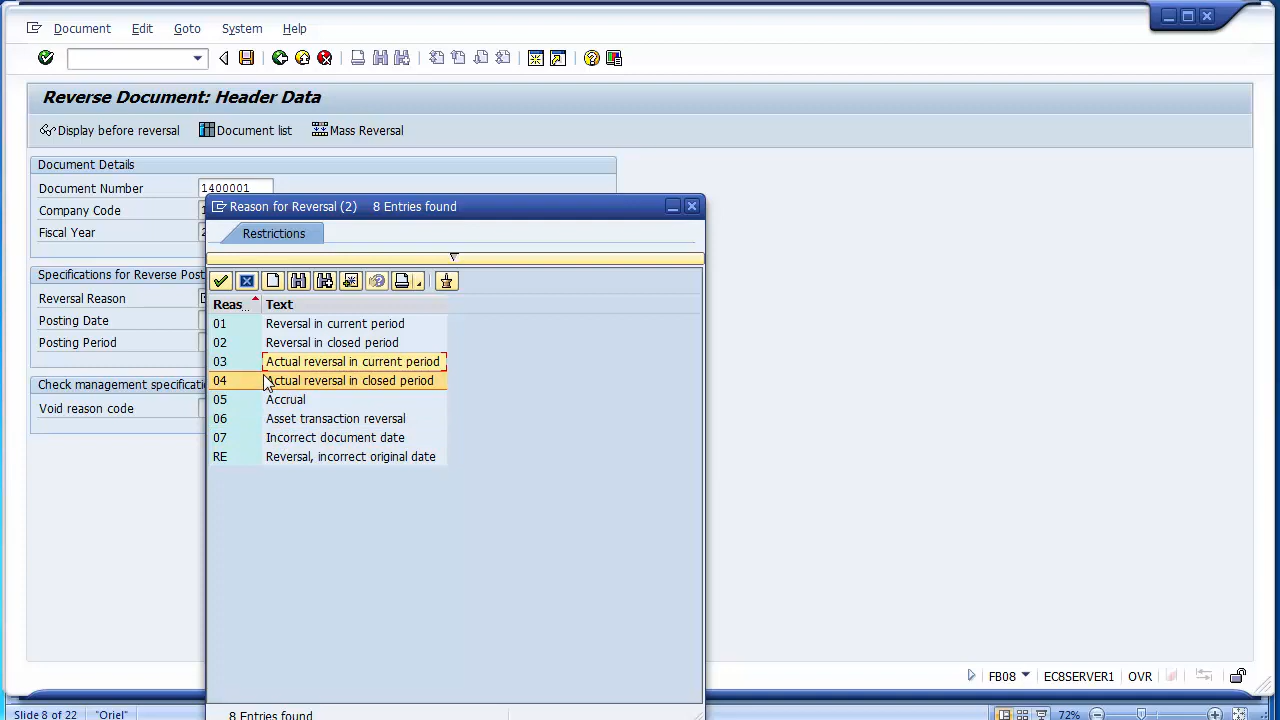 Document Edit Goto System Help
Reverse Document: Header Data
Display before reversal Document list Mass Reversal
Document Details
Document Number 1400001
Company Code 1
Fiscal Year 2
Specifications for Reverse Post
Reversal Reason
Posting Date
Posting Period
Check management specificatio
Void reason code
Reason for Reversal (2) 8 Entries found
Restrictions
Reas.. Text
01 Reversal in current period
02 Reversal in closed period
03 Actual reversal in current period
04 Actual reversal in closed period
05 Accrual
06 Asset transaction reversal
07 Incorrect document date
RE Reversal, incorrect original date
8 Entries found
FB08 EC8SERVER1 OVR
Slide 8 of 22 "Oriel" 72%